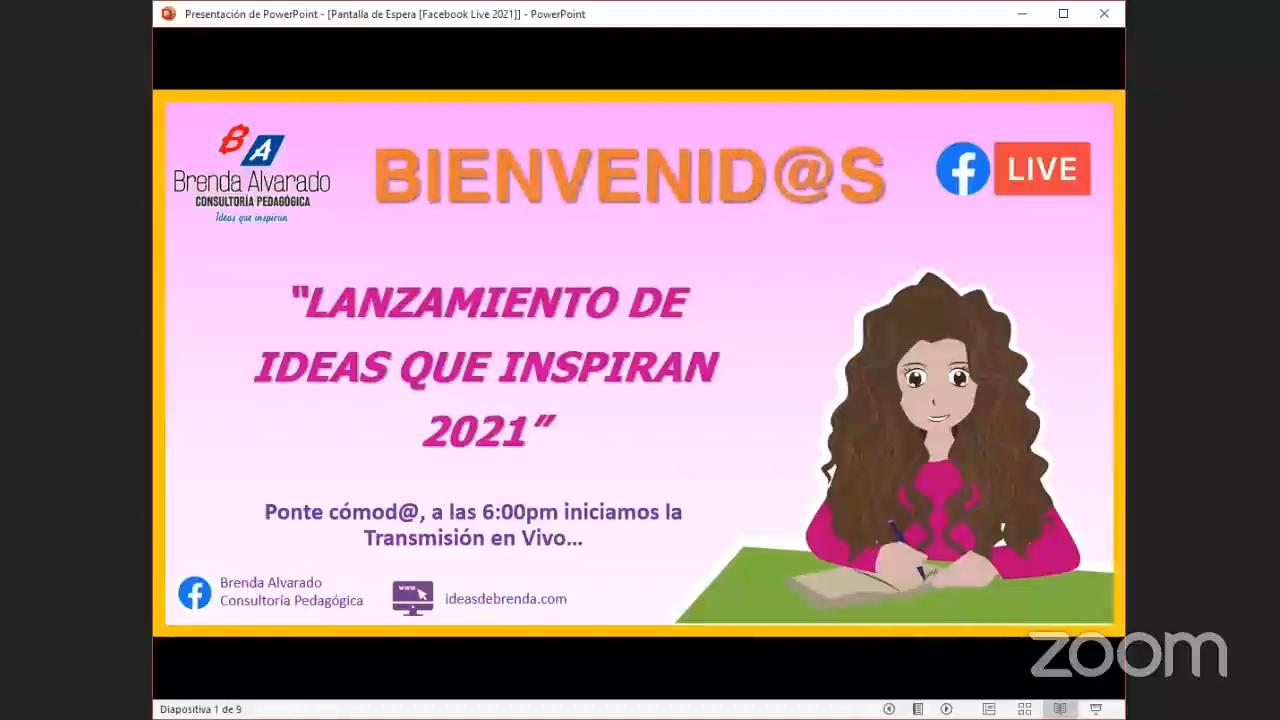 Presentación de PowerPoint - [Pantalla de Espera [Facebook Live 2021]] - PowerPoint
BA
Brenda Alvarado
CONSULTORÍA PEDAGÓGICA
Ideas que inspiran
BIENVENID@S
f LIVE
“LANZAMIENTO DE
IDEAS QUE INSPIRAN
2021”
Ponte cómod@, a las 6:00pm iniciamos la
Transmisión en Vivo...
Brenda Alvarado
Consultoría Pedagógica
www
ideasdebrenda.com
zoom
Diapositiva 1 de 9